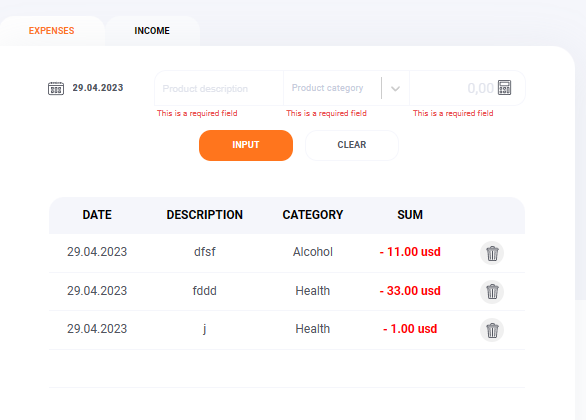 EXPENSES INCOME
29.04.2023 Product description Product category 0,00
This is a required field This is a required field This is a required field
INPUT CLEAR
DATE DESCRIPTION CATEGORY SUM
29.04.2023 dfsf Alcohol - 11.00 usd
29.04.2023 fddd Health - 33.00 usd
29.04.2023 j Health - 1.00 usd